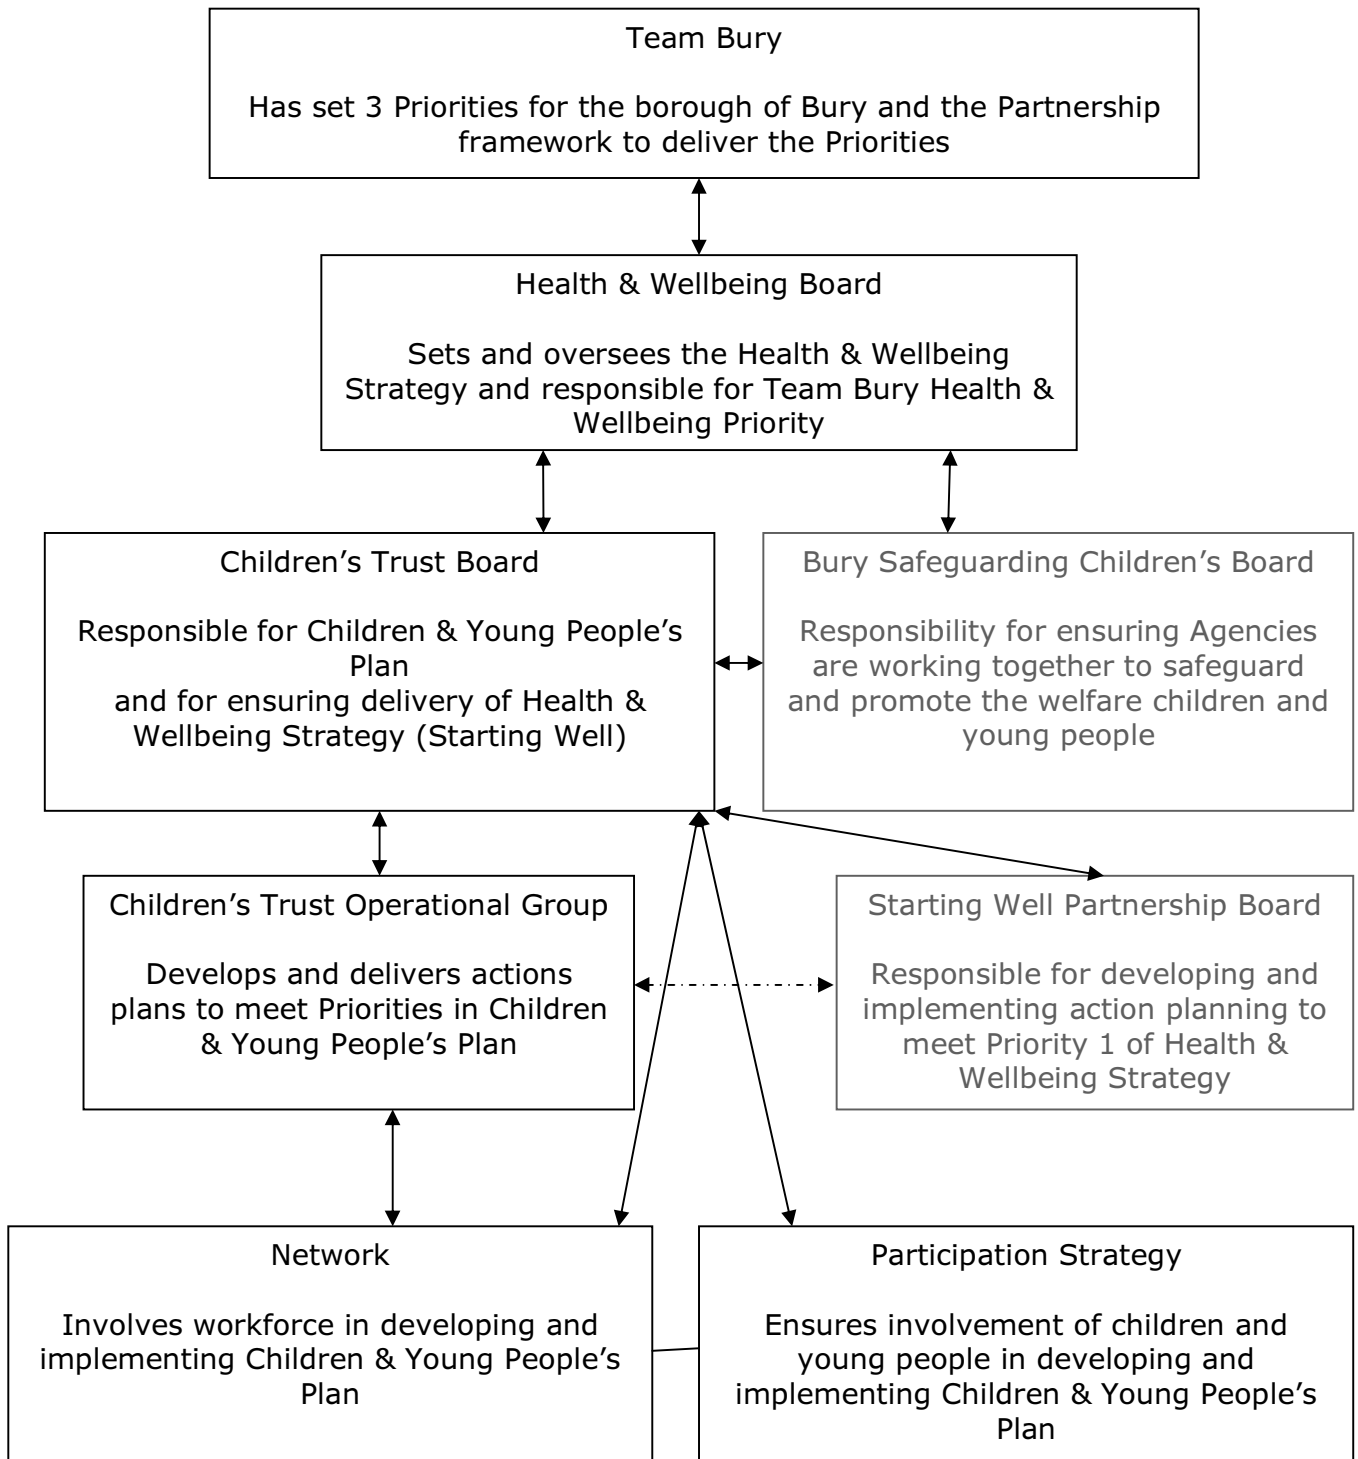 Team Bury
Has set 3 Priorities for the borough of Bury and the Partnership
framework to deliver the Priorities
Health & Wellbeing Board
Sets and oversees the Health & Wellbeing
Strategy and responsible for Team Bury Health &
Wellbeing Priority
Children’s Trust Board
Responsible for Children & Young People’s
Plan
and for ensuring delivery of Health &
Wellbeing Strategy (Starting Well)
Bury Safeguarding Children’s Board
Responsibility for ensuring Agencies
are working together to safeguard
and promote the welfare children and
young people
Children’s Trust Operational Group
Develops and delivers actions
plans to meet Priorities in Children
& Young People’s Plan
Starting Well Partnership Board
Responsible for developing and
implementing action planning to
meet Priority 1 of Health &
Wellbeing Strategy
Network
Involves workforce in developing and
implementing Children & Young People’s
Plan
Participation Strategy
Ensures involvement of children and
young people in developing and
implementing Children & Young People’s
Plan